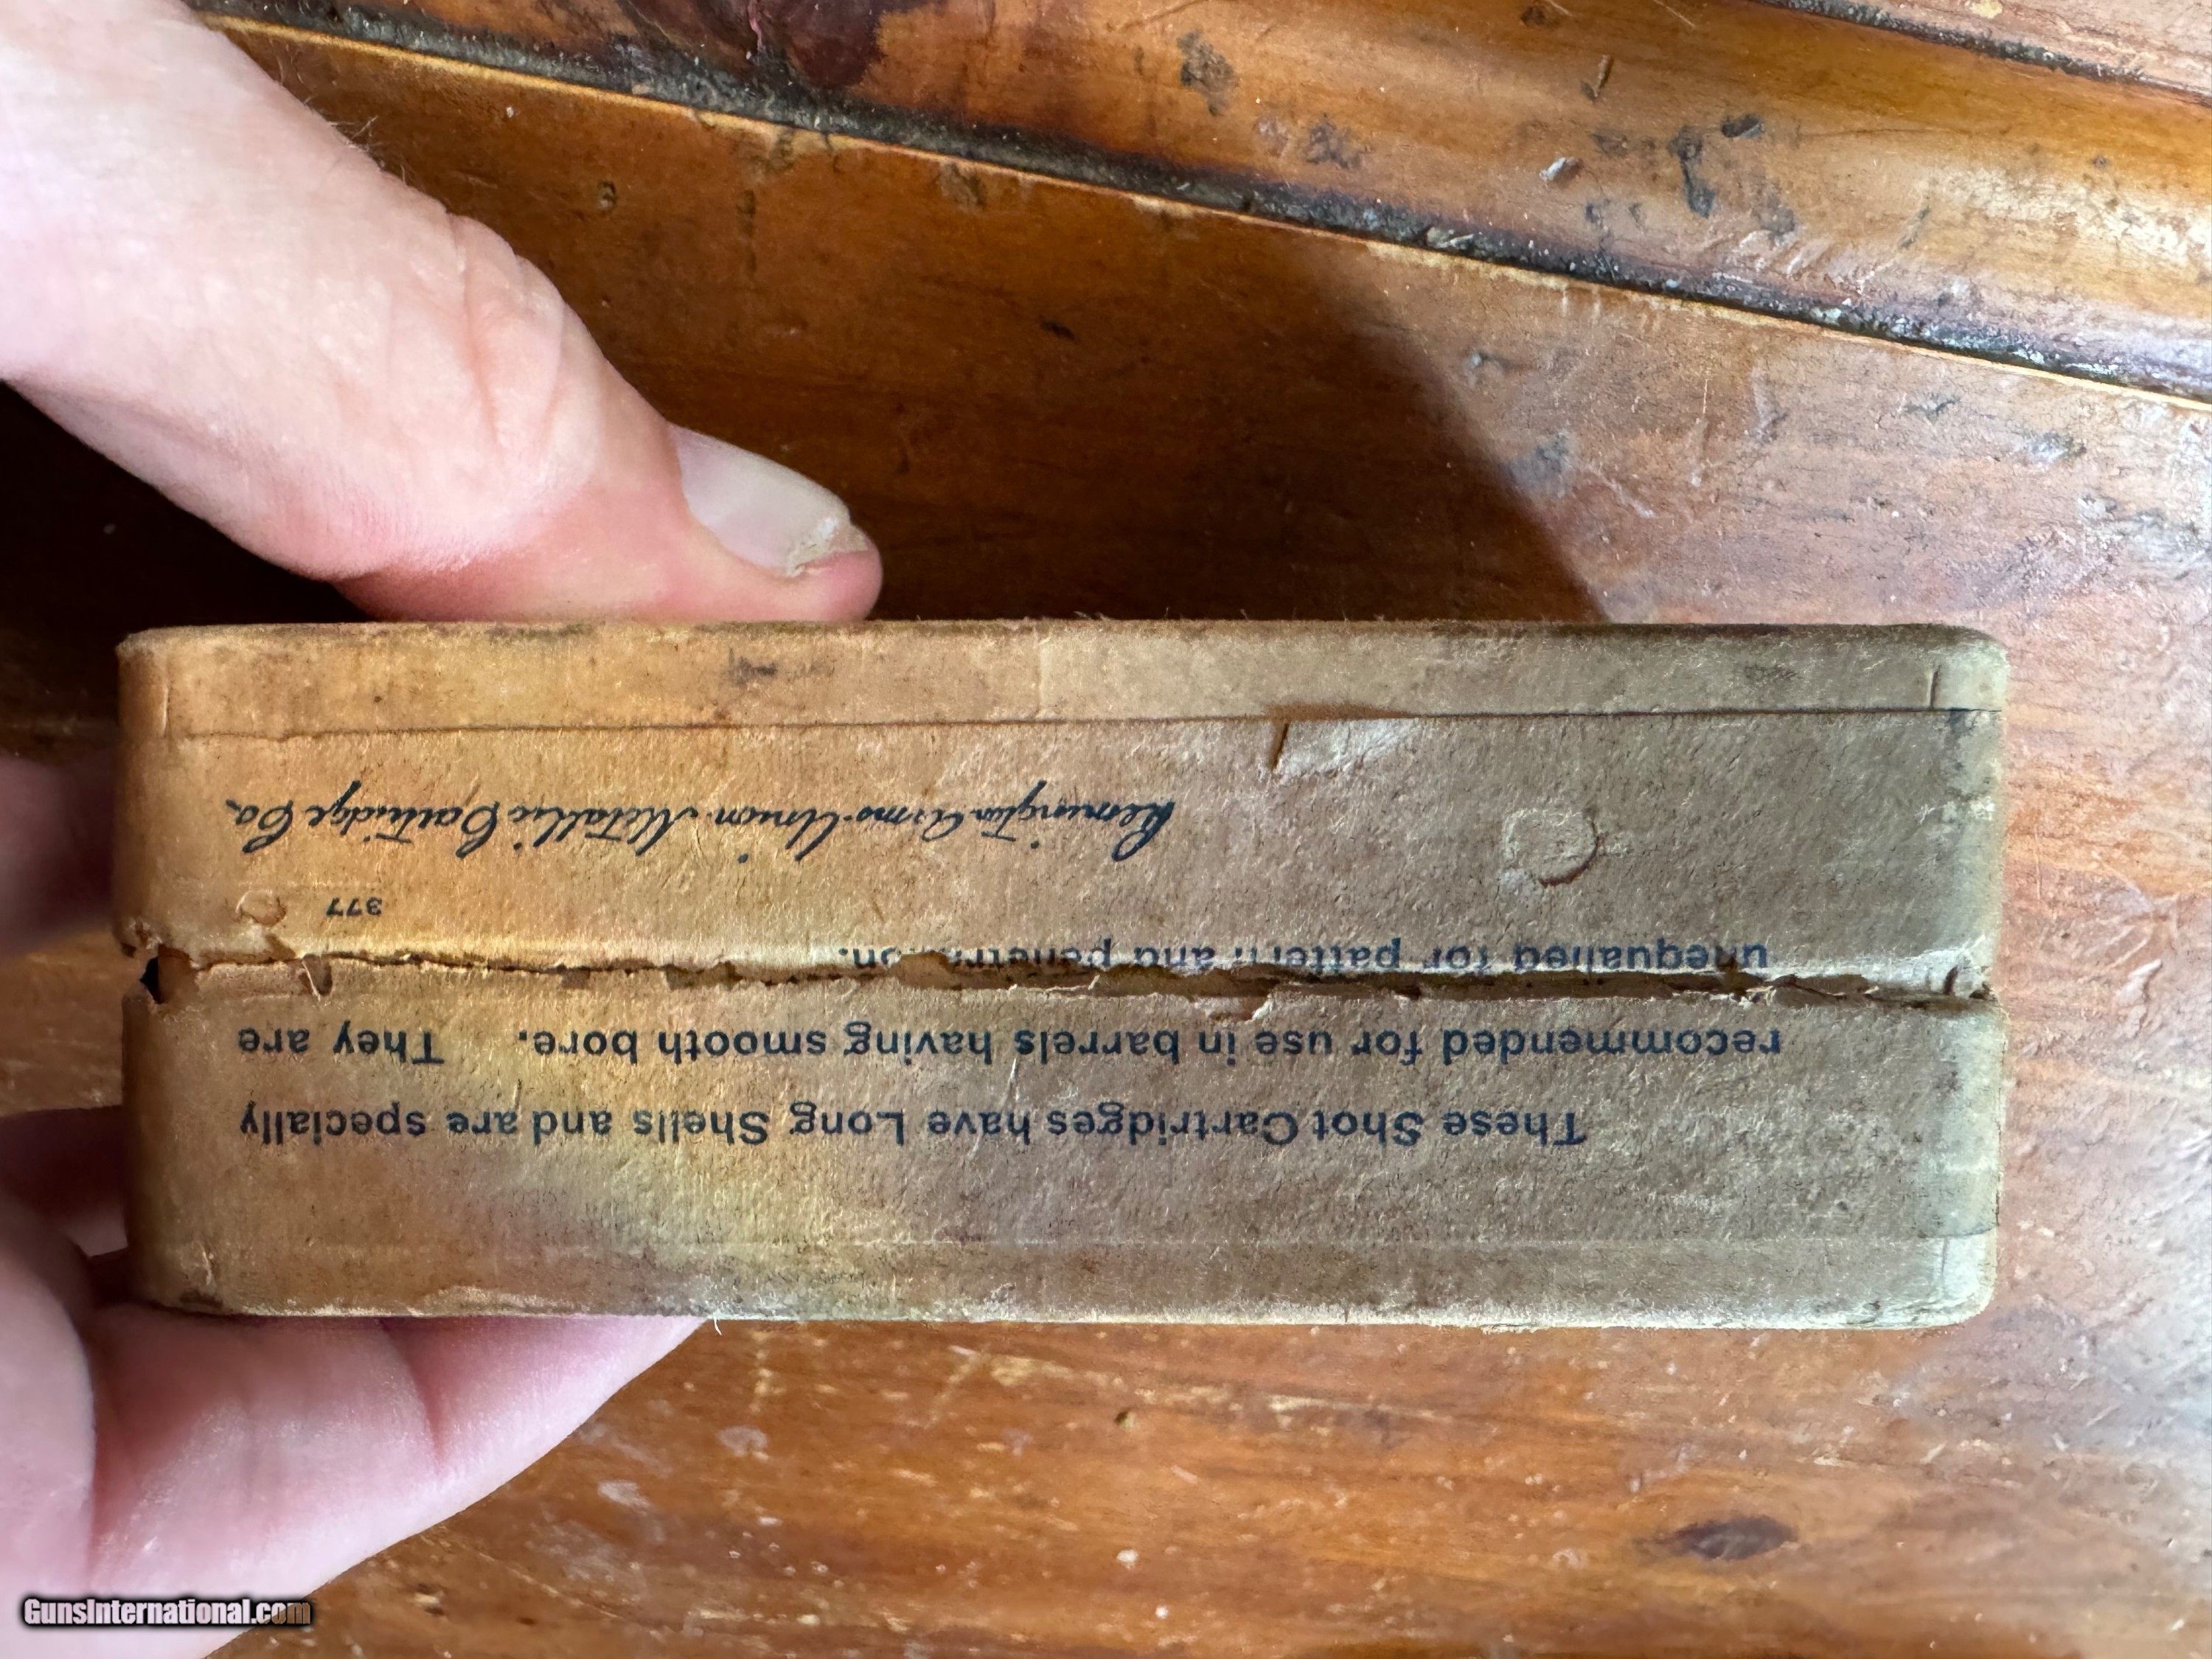 These Shot Cartridges have Long Shells and are specially
recommended for use in barrels having smooth bore. They are
unequalled for pattern and penetration.
377
Remington Arms-Union Metallic Cartridge Co.
GunsInternational.com